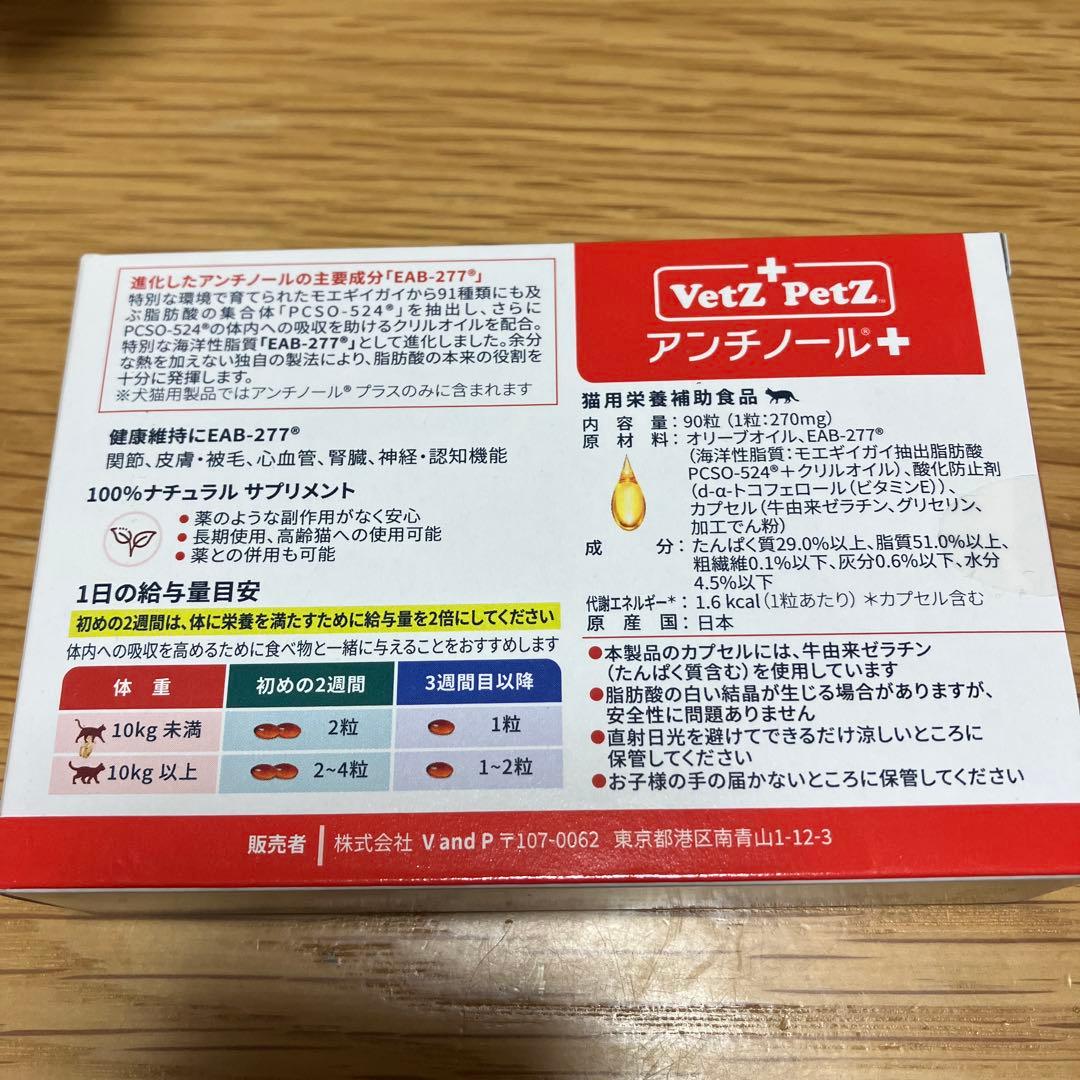 進化したアンチノールの主要成分「EAB-277®」
特別な環境で育てられたモエギイガイから91種類にも及
ぶ脂肪酸の集合体「PCSO-524®」を抽出し、さらに
PCSO-524®の体内への吸収を助けるクリルオイルを配合。
特別な海洋性脂質「EAB-277®」として進化しました。余分
な熱を加えない独自の製法により、脂肪酸の本来の役割を
十分に発揮します。
※犬猫用製品ではアンチノール® プラスのみに含まれます
健康維持にEAB-277®
関節、皮膚・被毛、心血管、腎臓、神経・認知機能
100%ナチュラル サプリメント
●薬のような副作用がなく安心
●長期使用、高齢猫への使用可能
●薬との併用も可能
1日の給与量目安
初めの2週間は、体に栄養を満たすために給与量を2倍にしてください
体内への吸収を高めるために食べ物と一緒に与えることをおすすめします
体 重 初めの2週間 3週間目以降
10kg 未満 2粒 1粒
10kg 以上 2~4粒 1~2粒
VetZ PetZ™
アンチノール®+
猫用栄養補助食品
内 容 量：90粒（1粒：270mg）
原 材 料：オリーブオイル、EAB-277®
（海洋性脂質：モエギイガイ抽出脂肪酸
PCSO-524®＋クリルオイル）、酸化防止剤
（d-α-トコフェロール（ビタミンE））、
カプセル（牛由来ゼラチン、グリセリン、
加工でん粉）
成 分：たんぱく質29.0%以上、脂質51.0%以上、
粗繊維0.1%以下、灰分0.6%以下、水分
4.5%以下
代謝エネルギー*：1.6 kcal（1粒あたり）＊カプセル含む
原 産 国：日本
●本製品のカプセルには、牛由来ゼラチン
（たんぱく質含む）を使用しています
●脂肪酸の白い結晶が生じる場合がありますが、
安全性に問題ありません
●直射日光を避けてできるだけ涼しいところに
保管してください
●お子様の手の届かないところに保管してください
販売者 株式会社 V and P 〒107-0062 東京都港区南青山1-12-3